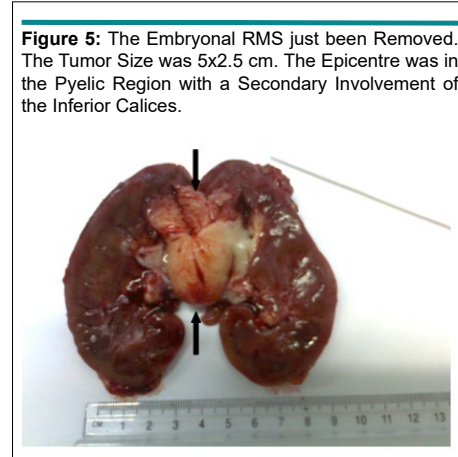 Figure 5: The Embryonal RMS just been Removed.
The Tumor Size was 5x2.5 cm. The Epicentre was in
the Pyelic Region with a Secondary Involvement of
the Inferior Calices.
CM 1 2 3 4 5 6 7 8 9 10 11 12 13